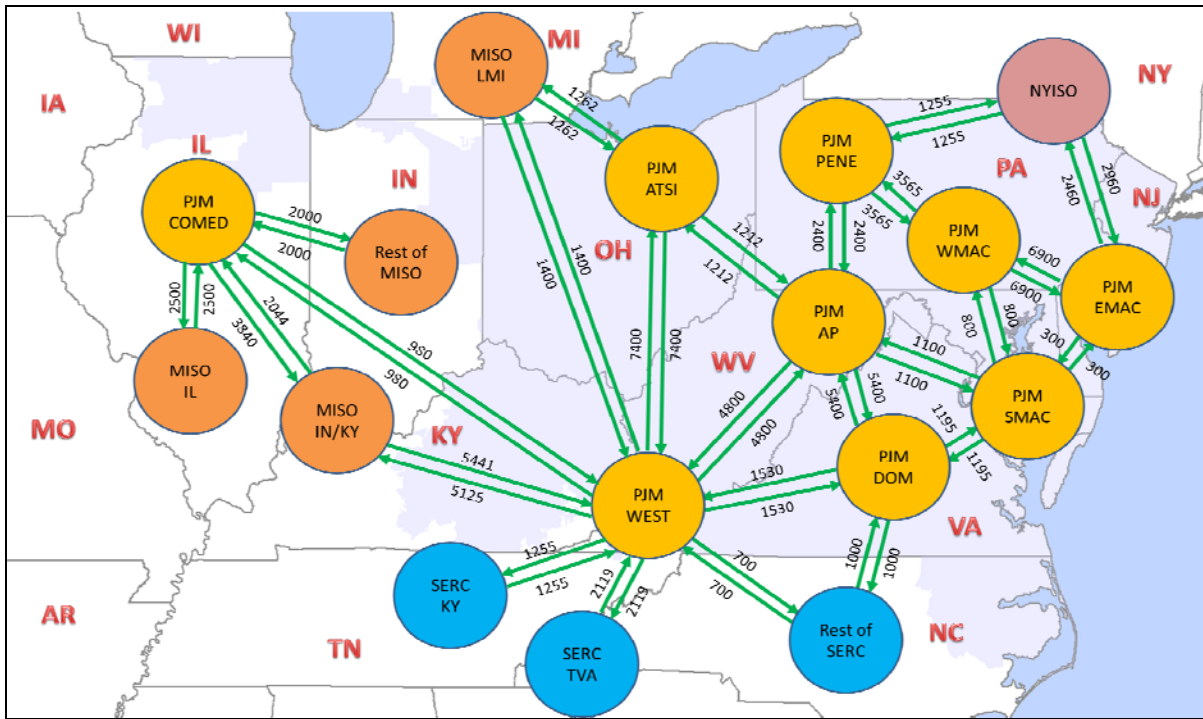 WI
MI
NY
IA
IL
IN
OH
PA
NJ
MO
WV
KY
VA
AR
TN
NC
MISO
LMI
NYISO
PJM
PENE
PJM
ATSI
PJM
COMED
Rest of
MISO
PJM
WMAC
PJM
EMAC
PJM
AP
MISO
IL
MISO
IN/KY
PJM
SMAC
PJM
DOM
PJM
WEST
SERC
KY
SERC
TVA
Rest of
SERC
1262
1262
1255
1255
2960
2460
3565
3565
2000
2000
1212
1212
2400
2400
6900
6900
1400
1400
2500
2500
2044
3840
980
980
7400
7400
800
800
300
300
1100
1100
4800
4800
5400
5400
1195
1195
5441
5125
1530
1530
1255
1255
2119
2119
700
700
1000
1000